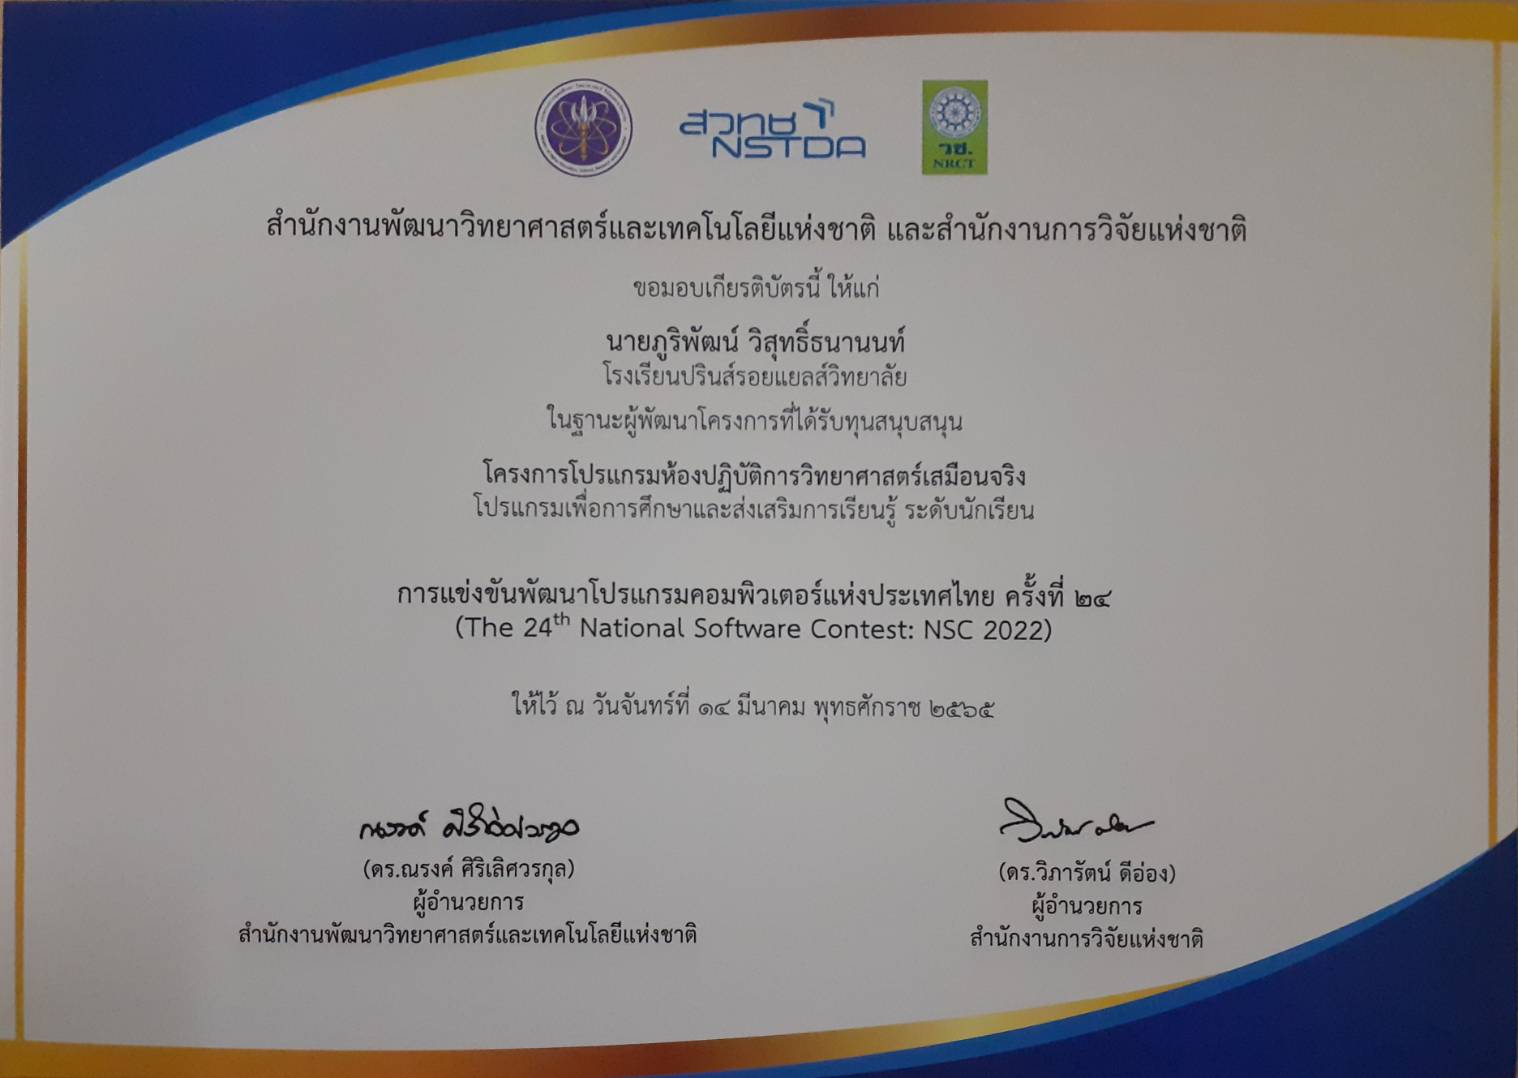 สวทช
NSTDA
วช.
NRCT
สำนักงานพัฒนาวิทยาศาสตร์และเทคโนโลยีแห่งชาติ และสำนักงานการวิจัยแห่งชาติ
ขอมอบเกียรติบัตรนี้ ให้แก่
นายภูริพัฒน์ วิสุทธิ์ธนานนท์
โรงเรียนปรินส์รอยแยลส์วิทยาลัย
ในฐานะผู้พัฒนาโครงการที่ได้รับทุนสนุบสนุน
โครงการโปรแกรมห้องปฏิบัติการวิทยาศาสตร์เสมือนจริง
โปรแกรมเพื่อการศึกษาและส่งเสริมการเรียนรู้ ระดับนักเรียน
การแข่งขันพัฒนาโปรแกรมคอมพิวเตอร์แห่งประเทศไทย ครั้งที่ ๒๔
(The 24th National Software Contest: NSC 2022)
ให้ไว้ ณ วันจันทร์ที่ ๑๔ มีนาคม พุทธศักราช ๒๕๖๕
(ดร.ณรงค์ ศิริเลิศวรกุล)
ผู้อำนวยการ
สำนักงานพัฒนาวิทยาศาสตร์และเทคโนโลยีแห่งชาติ
(ดร.วิภารัตน์ ดีอ่อง)
ผู้อำนวยการ
สำนักงานการวิจัยแห่งชาติ